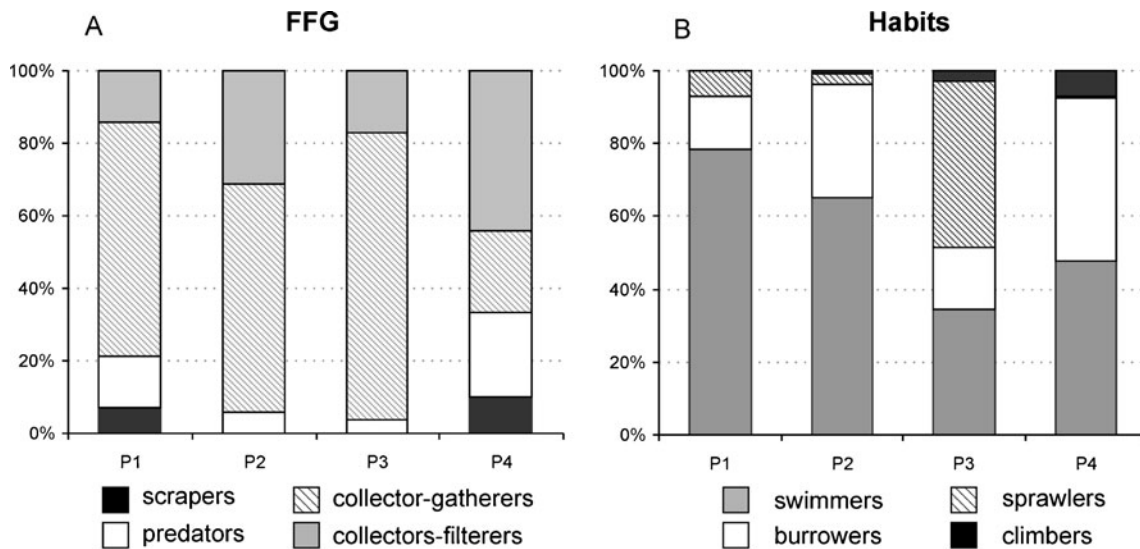 A FFG
100%
80%
60%
40%
20%
0%
P1 P2 P3 P4
scrapers collector-gatherers
predators collectors-filterers
B Habits
100%
80%
60%
40%
20%
0%
P1 P2 P3 P4
swimmers sprawlers
burrowers climbers